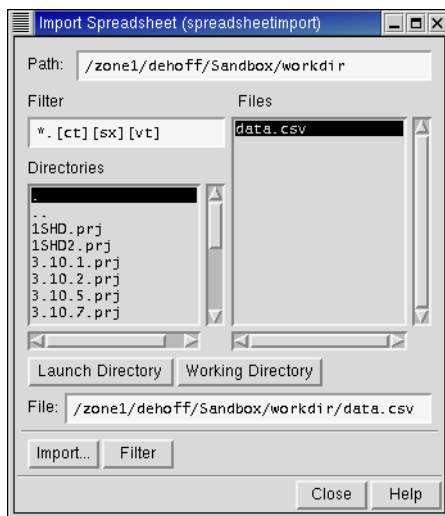 Import Spreadsheet (spreadsheetimport)
Path: /zone1/dehoff/Sandbox/workdir
Filter
Files
*.[ct][sx][vt]
data.csv
Directories
.
..
1SHD.prj
1SHD2.prj
3.10.1.prj
3.10.2.prj
3.10.5.prj
3.10.7.prj
Launch Directory
Working Directory
File: /zone1/dehoff/Sandbox/workdir/data.csv
Import...
Filter
Close
Help